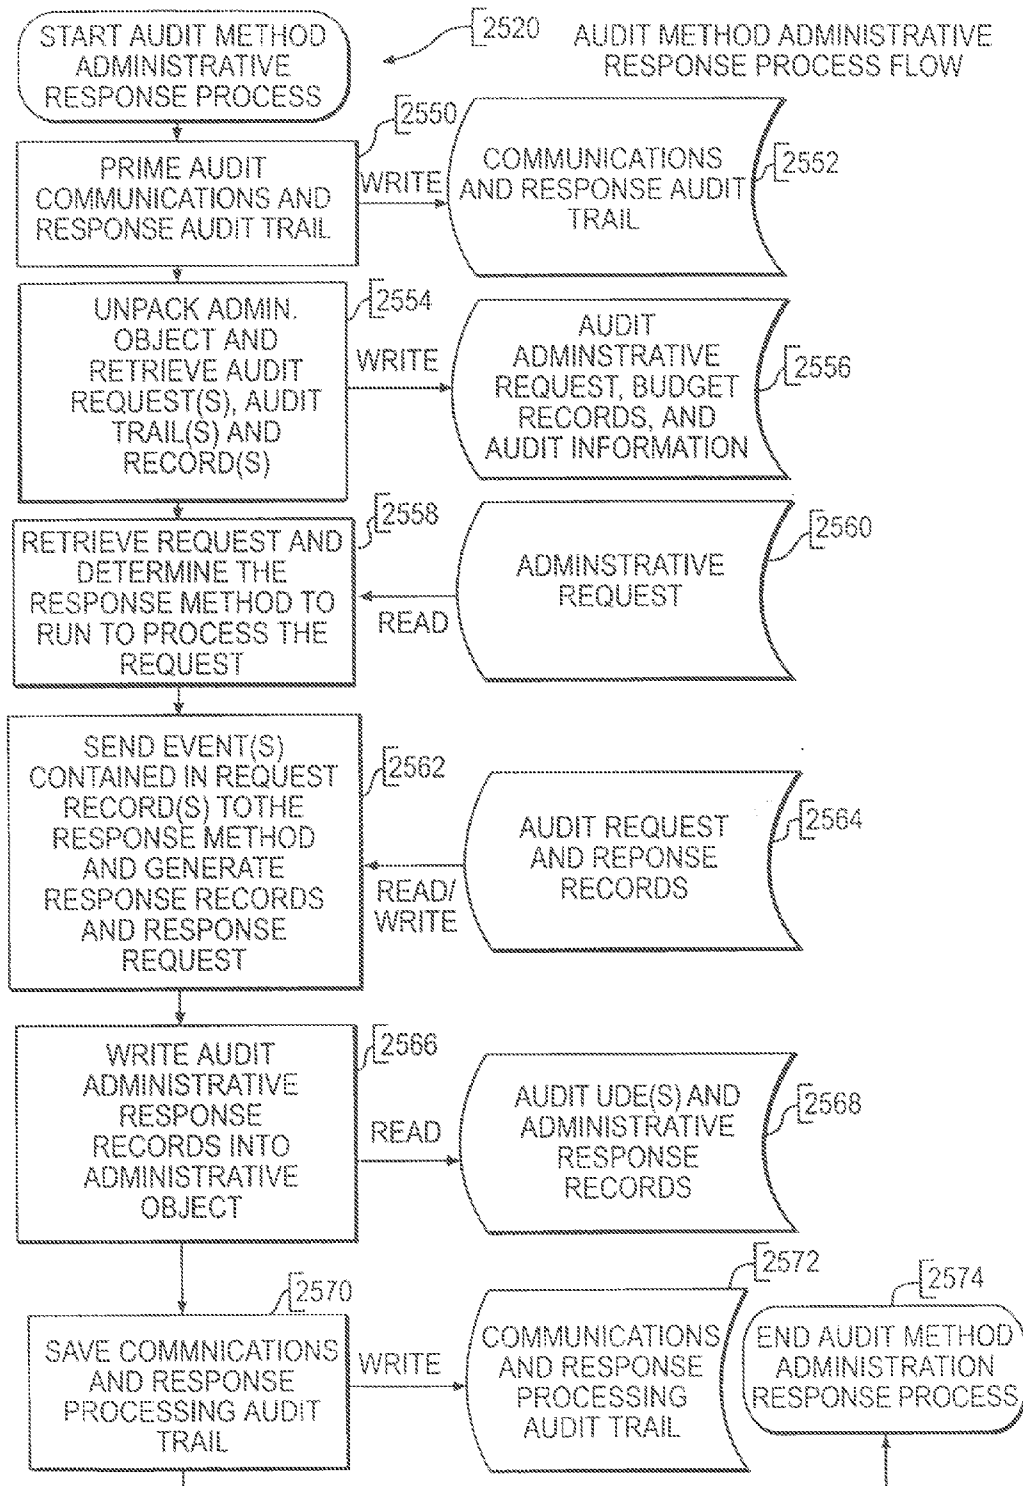 START AUDIT METHOD
ADMINISTRATIVE
RESPONSE PROCESS
2520
AUDIT METHOD ADMINISTRATIVE
RESPONSE PROCESS FLOW
2550
PRIME AUDIT
COMMUNICATIONS AND
RESPONSE AUDIT TRAIL
WRITE
COMMUNICATIONS
AND RESPONSE AUDIT
TRAIL
2552
2554
UNPACK ADMIN.
OBJECT AND
RETRIEVE AUDIT
REQUEST(S), AUDIT
TRAIL(S) AND
RECORD(S)
WRITE
AUDIT
ADMINSTRATIVE
REQUEST, BUDGET
RECORDS, AND
AUDIT INFORMATION
2556
2558
RETRIEVE REQUEST AND
DETERMINE THE
RESPONSE METHOD TO
RUN TO PROCESS THE
REQUEST
READ
ADMINSTRATIVE
REQUEST
2560
SEND EVENT(S)
CONTAINED IN REQUEST
RECORD(S) TOTHE
RESPONSE METHOD
AND GENERATE
RESPONSE RECORDS
AND RESPONSE
REQUEST
2562
READ/
WRITE
AUDIT REQUEST
AND REPONSE
RECORDS
2564
WRITE AUDIT
ADMINISTRATIVE
RESPONSE
RECORDS INTO
ADMINISTRATIVE
OBJECT
2566
READ
AUDIT UDE(S) AND
ADMINISTRATIVE
RESPONSE
RECORDS
2568
2570
SAVE COMMNICATIONS
AND RESPONSE
PROCESSING AUDIT
TRAIL
WRITE
2572
COMMUNICATIONS
AND RESPONSE
PROCESSING
AUDIT TRAIL
2574
END AUDIT METHOD
ADMINISTRATION
RESPONSE PROCESS